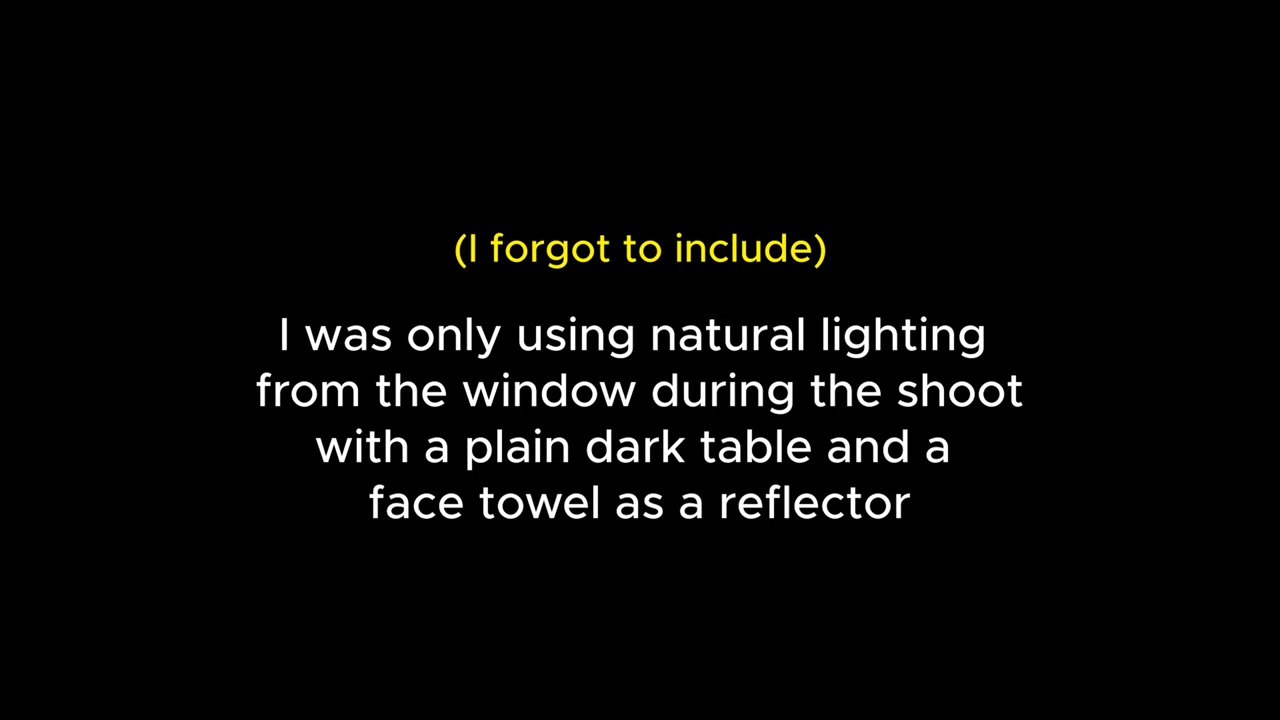 (I forgot to include)
I was only using natural lighting
from the window during the shoot
with a plain dark table and a
face towel as a reflector